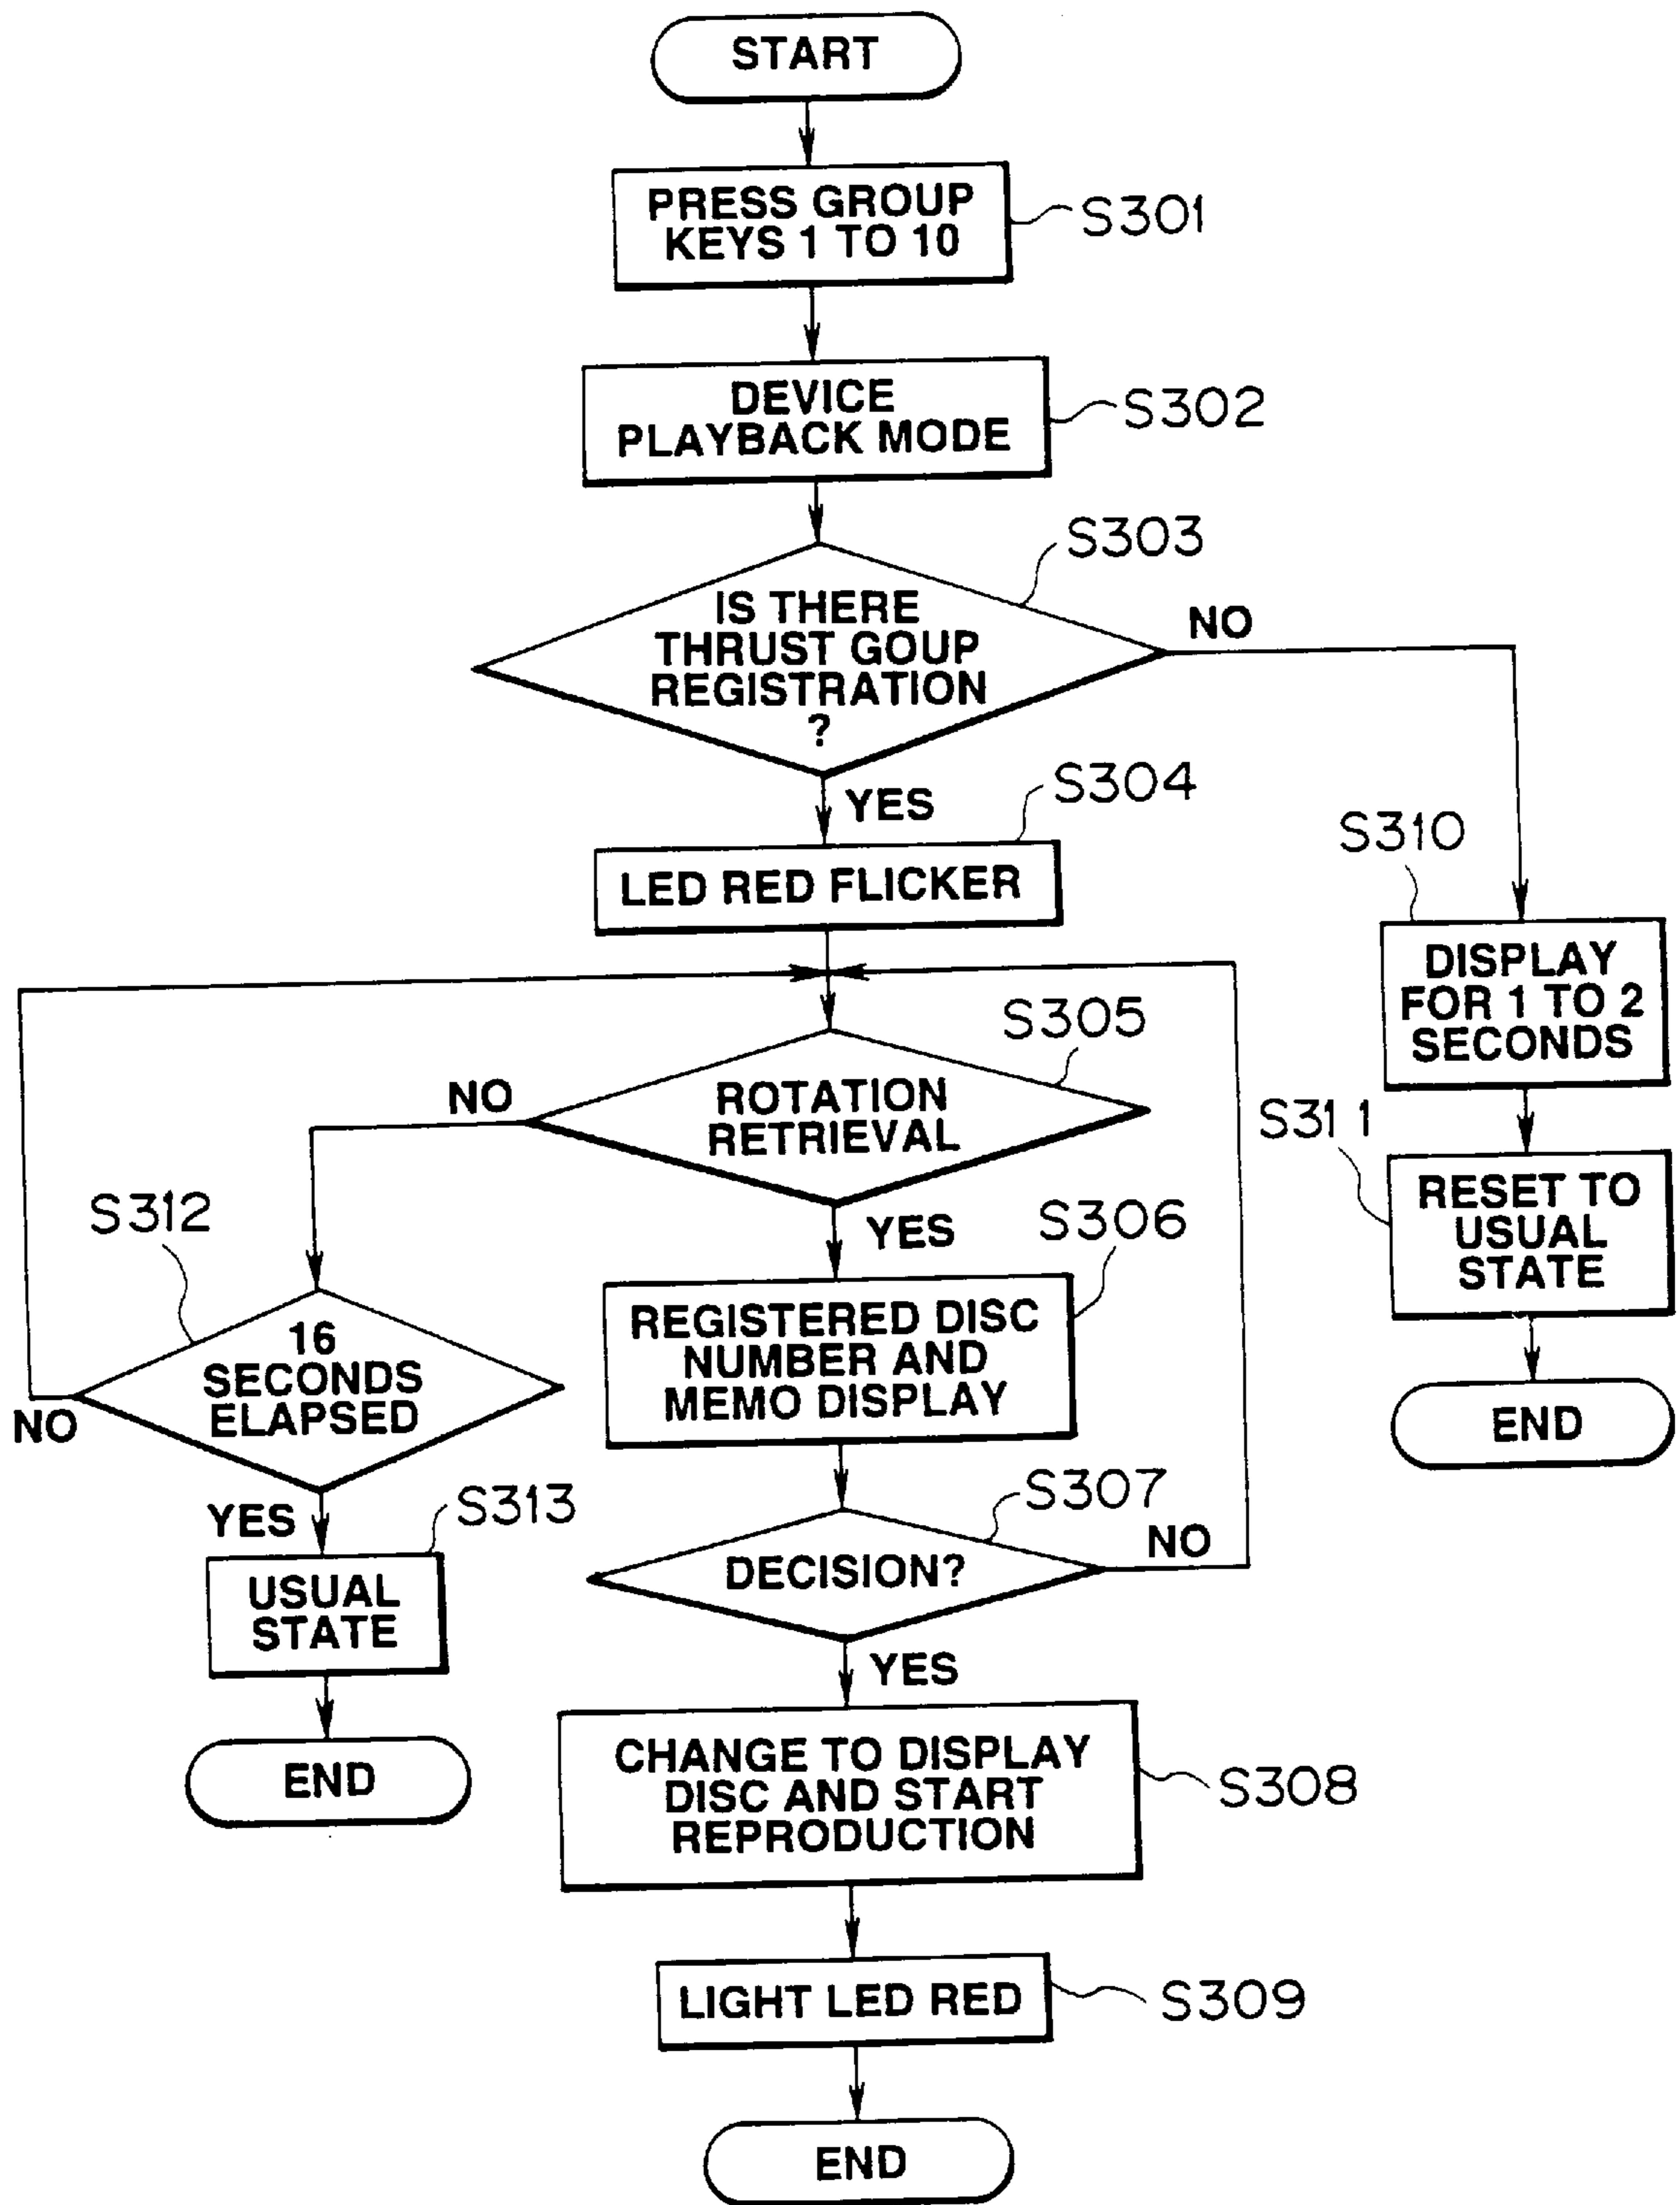 START
PRESS GROUP
KEYS 1 TO 10
S301
DEVICE
PLAYBACK MODE
S302
S303
IS THERE
THRUST GOUP
REGISTRATION
?
NO
YES
S304
LED RED FLICKER
S310
DISPLAY
FOR 1 TO 2
SECONDS
S305
ROTATION
RETRIEVAL
NO
YES
S311
RESET TO
USUAL
STATE
END
S312
16
SECONDS
ELAPSED
NO
YES
S306
REGISTERED DISC
NUMBER AND
MEMO DISPLAY
S307
DECISION?
NO
YES
S313
USUAL
STATE
END
CHANGE TO DISPLAY
DISC AND START
REPRODUCTION
S308
LIGHT LED RED
S309
END